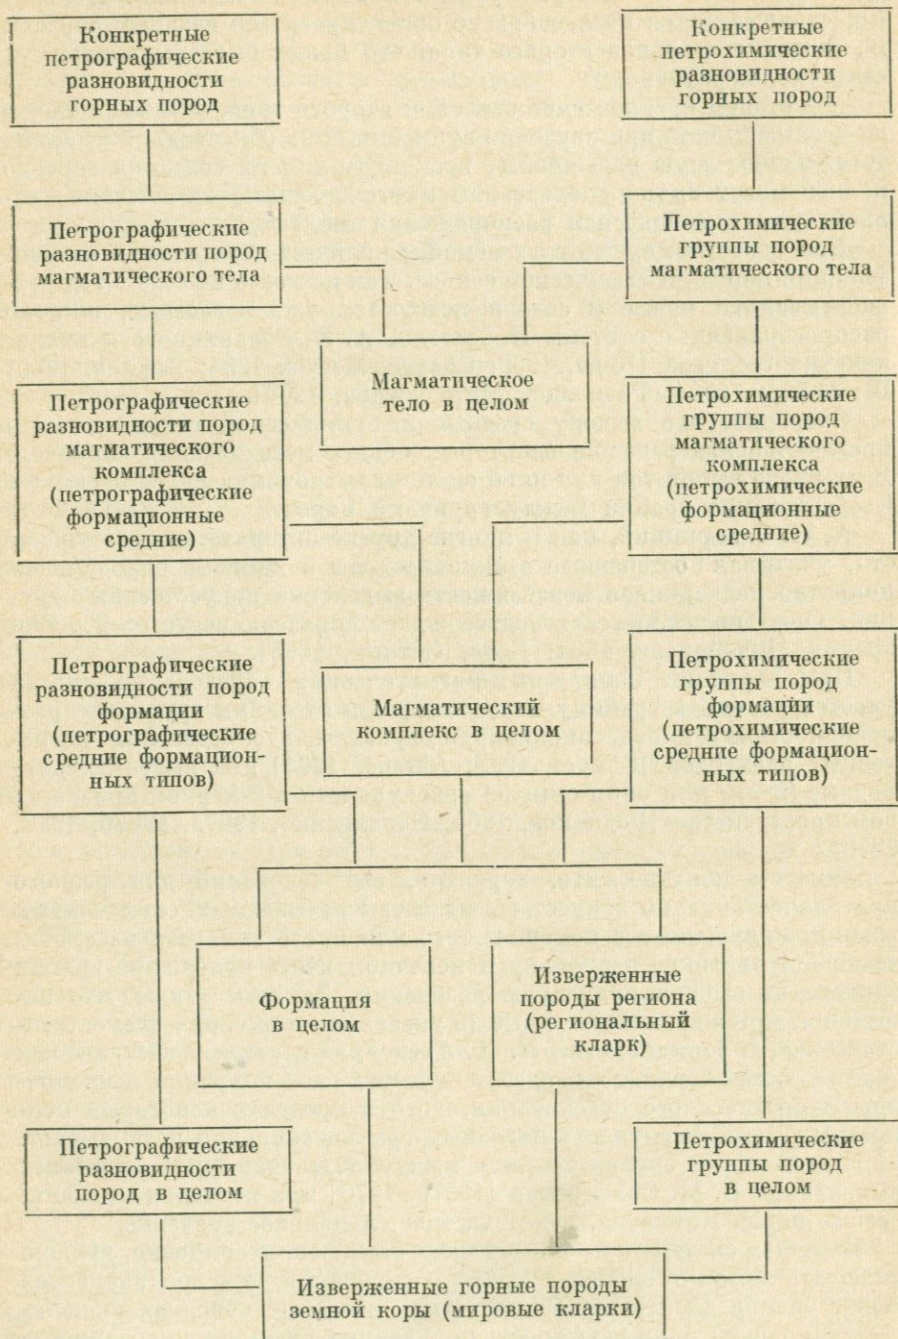 Конкретные
петрографические
разновидности
горных пород
Конкретные
петрохимические
разновидности
горных пород
Петрографические
разновидности пород
магматического тела
Петрохимические
группы пород
магматического тела
Магматическое
тело в целом
Петрографические
разновидности пород
магматического
комплекса
(петрографические
формационные
средние)
Петрохимические
группы пород
магматического
комплекса
(петрохимические
формационные
средние)
Петрографические
разновидности пород
формации
(петрографические
средние формацион-
ных типов)
Магматический
комплекс в целом
Петрохимические
группы пород
формации
(петрохимические
средние формацион-
ных типов)
Формация
в целом
Изверженные
породы региона
(региональный
кларк)
Петрографические
разновидности
пород в целом
Петрохимические
группы пород
в целом
Изверженные горные породы
земной коры (мировые кларки)